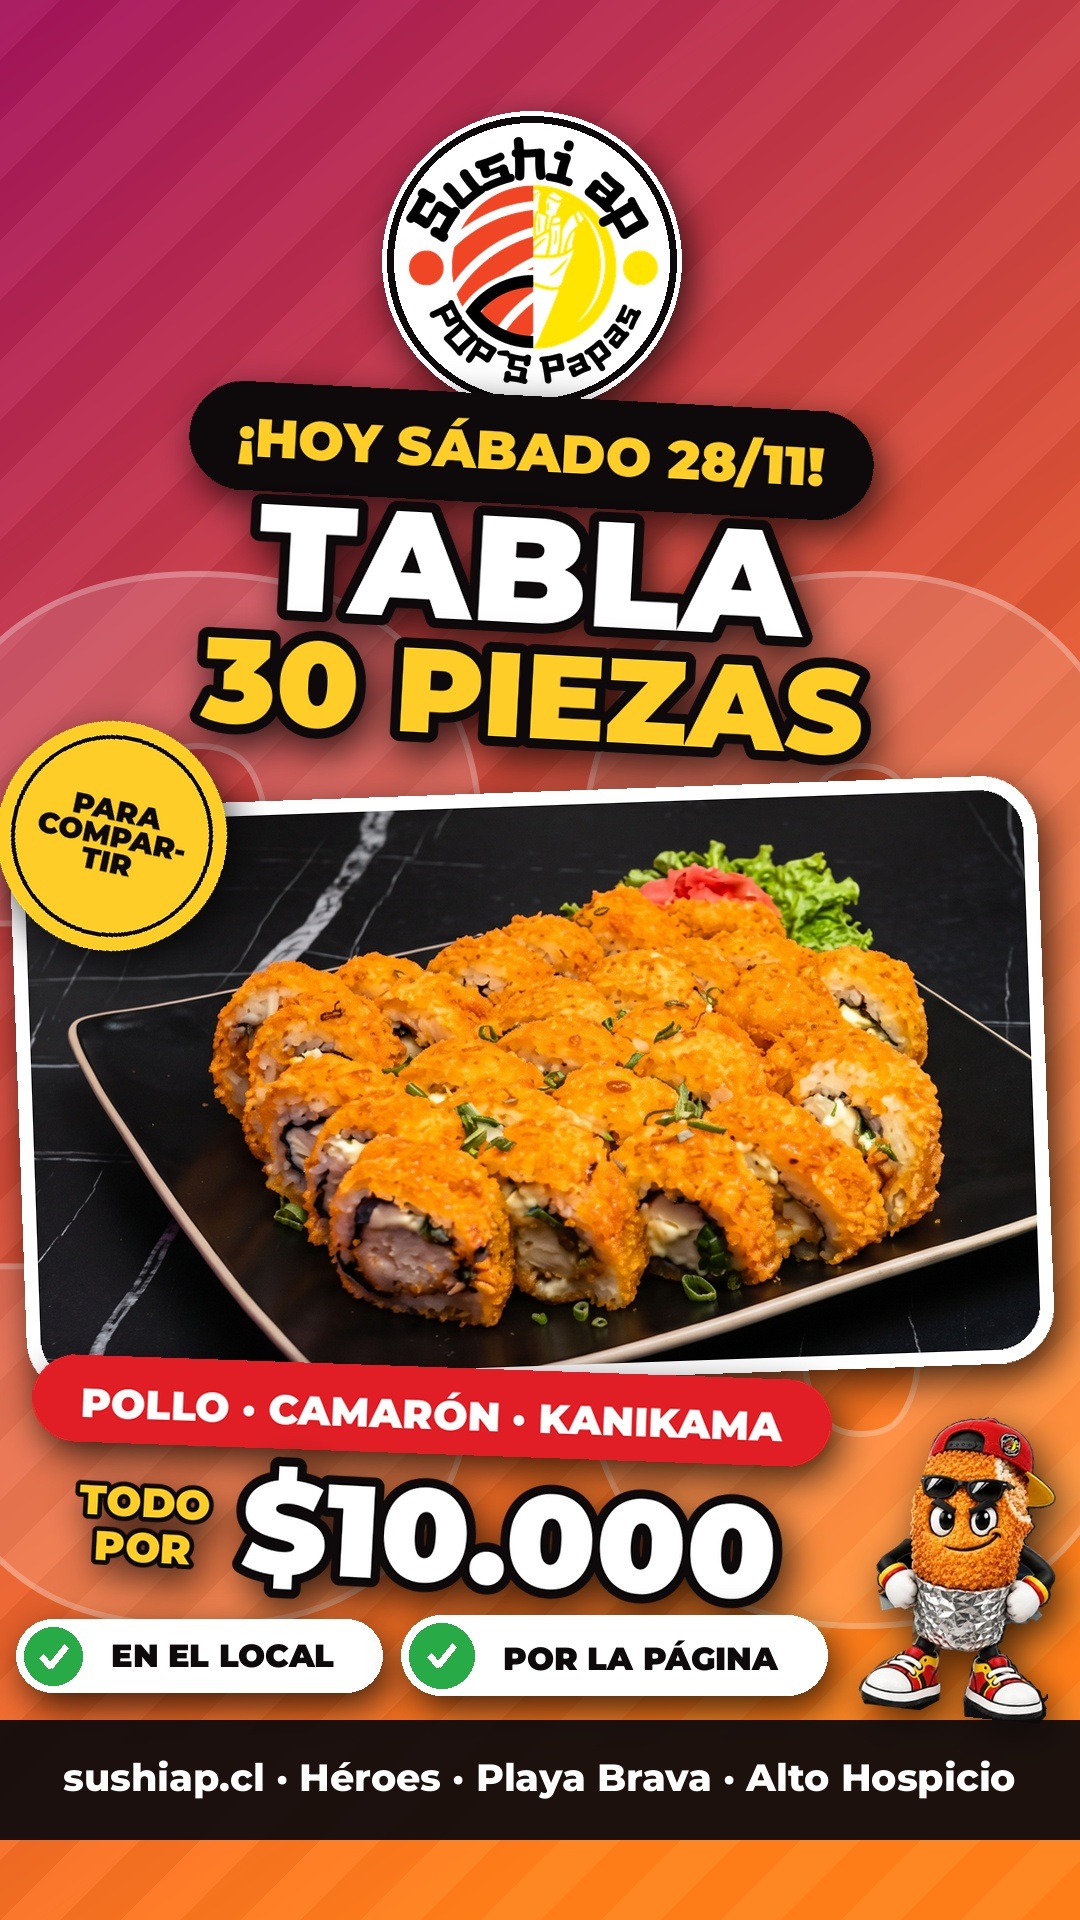 Sushi ap
POP'S Papas
¡HOY SÁBADO 28/11!
TABLA
30 PIEZAS
PARA
COMPAR-
TIR
POLLO • CAMARÓN • KANIKAMA
TODO
POR
$10.000
EN EL LOCAL
POR LA PÁGINA
sushiap.cl • Héroes • Playa Brava • Alto Hospicio